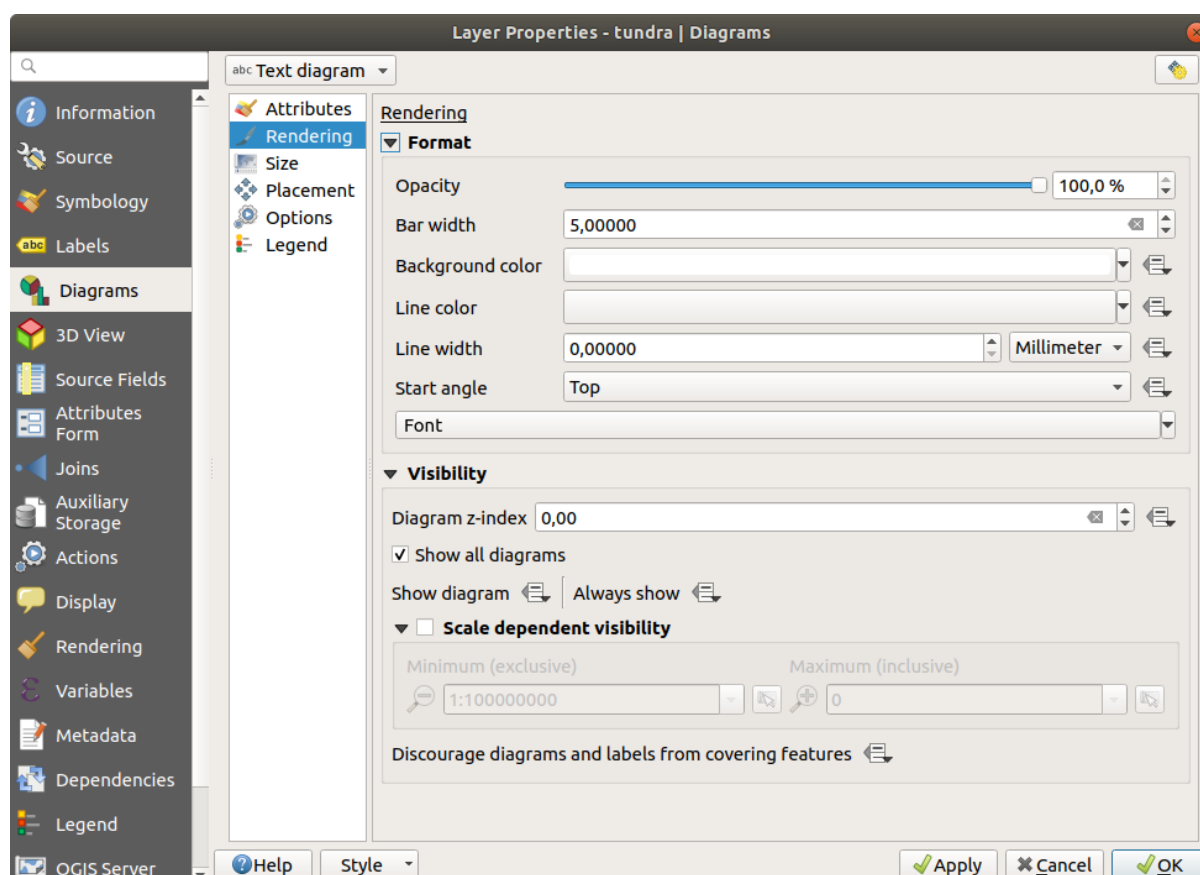 Layer Properties - tundra | Diagrams
abc Text diagram
Information
Source
Symbology
abc Labels
Diagrams
3D View
Source Fields
Attributes
Form
Joins
Auxiliary
Storage
Actions
Display
Rendering
Variables
Metadata
Dependencies
Legend
QGIS Server
Attributes
Rendering
Size
Placement
Options
Legend
Rendering
Format
Opacity 100,0 %
Bar width 5,00000
Background color
Line color
Line width 0,00000 Millimeter
Start angle Top
Font
Visibility
Diagram z-index 0,00
Show all diagrams
Show diagram Always show
Scale dependent visibility
Minimum (exclusive) Maximum (inclusive)
1:100000000 0
Discourage diagrams and labels from covering features
Help Style Apply Cancel OK